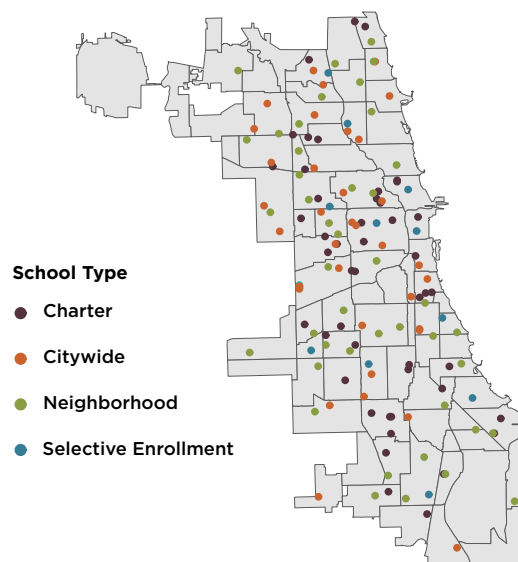 School Type
Charter
Citywide
Neighborhood
Selective Enrollment